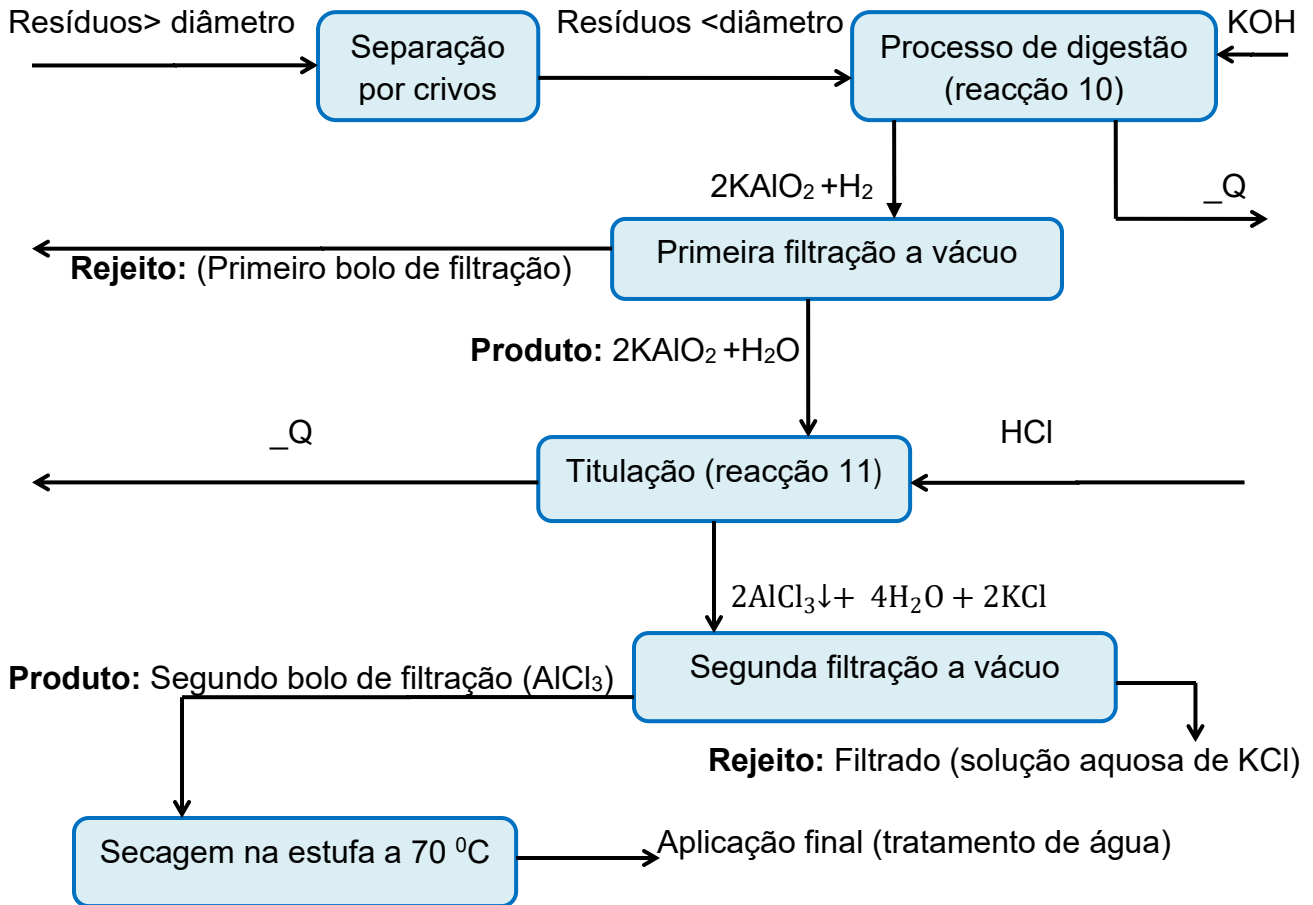 Resíduos> diâmetro
Separação
por crivos
Resíduos <diâmetro
Processo de digestão
(reacção 10)
KOH
2KAlO₂ +H₂
_Q
Primeira filtração a vácuo
Rejeito: (Primeiro bolo de filtração)
Produto: 2KAlO₂ +H₂O
_Q
Titulação (reacção 11)
HCl
2AlCl₃↓+ 4H₂O + 2KCl
Segunda filtração a vácuo
Produto: Segundo bolo de filtração (AlCl₃)
Rejeito: Filtrado (solução aquosa de KCl)
Secagem na estufa a 70 ⁰C
Aplicação final (tratamento de água)